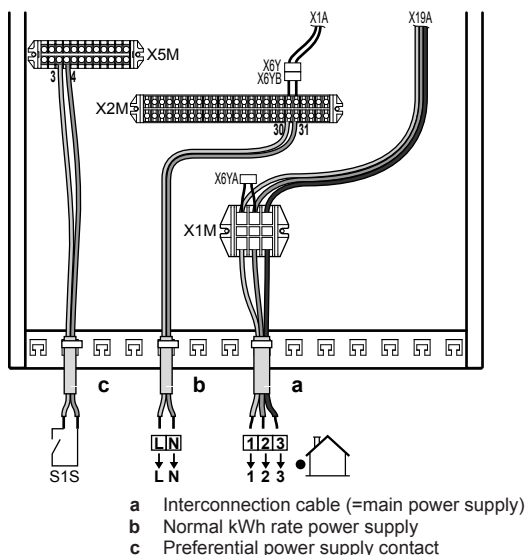 X1A X19A
X5M
3 4
X6Y
X6YB
X2M
30 31
X6YA
X1M
c b a
L N 1 2 3
S1S L N 1 2 3
a Interconnection cable (=main power supply)
b Normal kWh rate power supply
c Preferential power supply contact